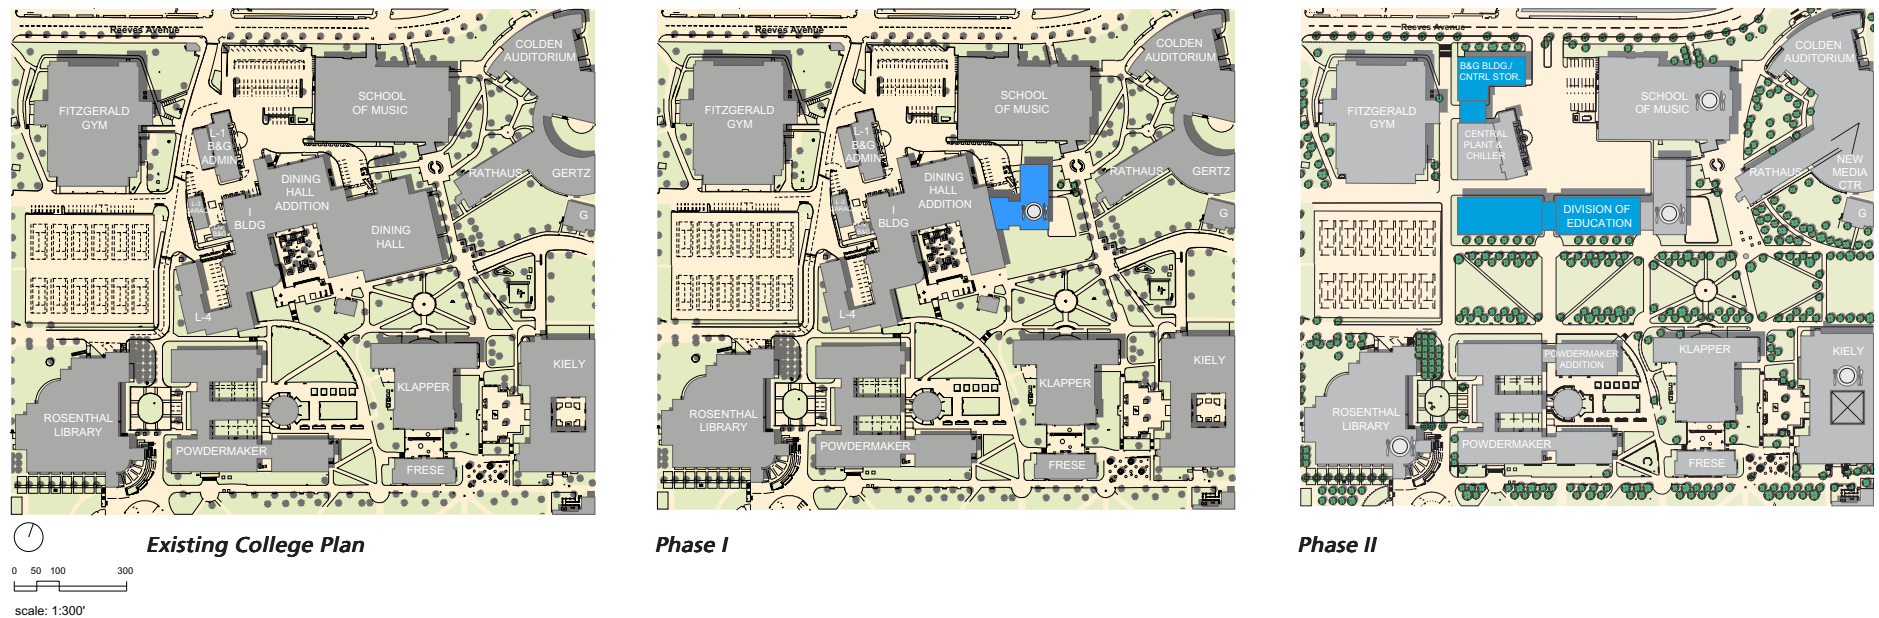 Reeves Avenue
COLDEN
AUDITORIUM
FITZGERALD
GYM
SCHOOL
OF MUSIC
L-1
B&G
ADMIN
DINING
HALL
ADDITION
RATHAUS
GERTZ
I
BLDG
G
DINING
HALL
L-4
KIELY
KLAPPER
ROSENTHAL
LIBRARY
POWDERMAKER
FRESE
Existing College Plan
0 50 100 300
scale: 1:300'
Reeves Avenue
COLDEN
AUDITORIUM
FITZGERALD
GYM
SCHOOL
OF MUSIC
L-1
B&G
ADMIN
DINING
HALL
ADDITION
RATHAUS
GERTZ
I
BLDG
G
L-4
KIELY
KLAPPER
ROSENTHAL
LIBRARY
POWDERMAKER
FRESE
Phase I
Reeves Avenue
COLDEN
AUDITORIUM
B&G BLDG./
CNTRL STOR.
FITZGERALD
GYM
SCHOOL
OF MUSIC
CENTRAL
PLANT &
CHILLER
RATHAUS
NEW
MEDIA
CTR
G
DIVISION OF
EDUCATION
POWDERMAKER
ADDITION
KLAPPER
KIELY
ROSENTHAL
LIBRARY
POWDERMAKER
FRESE
Phase II